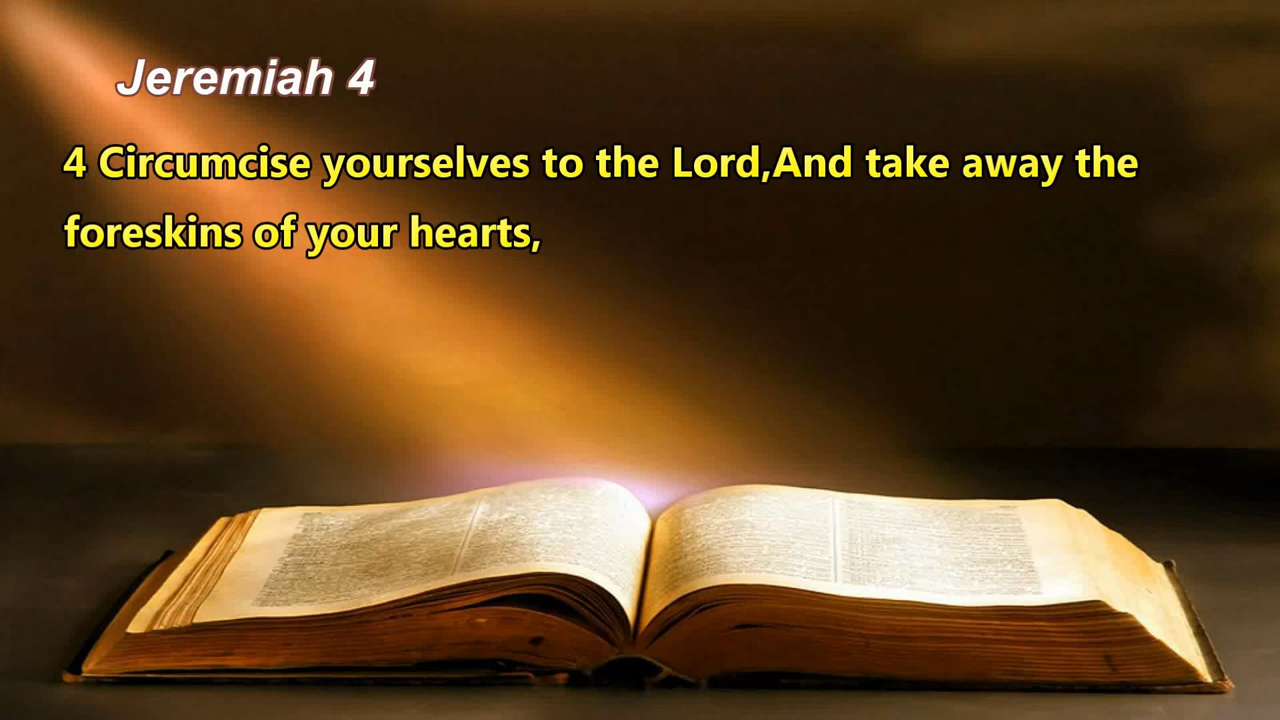 Jeremiah 4
4 Circumcise yourselves to the Lord,And take away the
foreskins of your hearts,